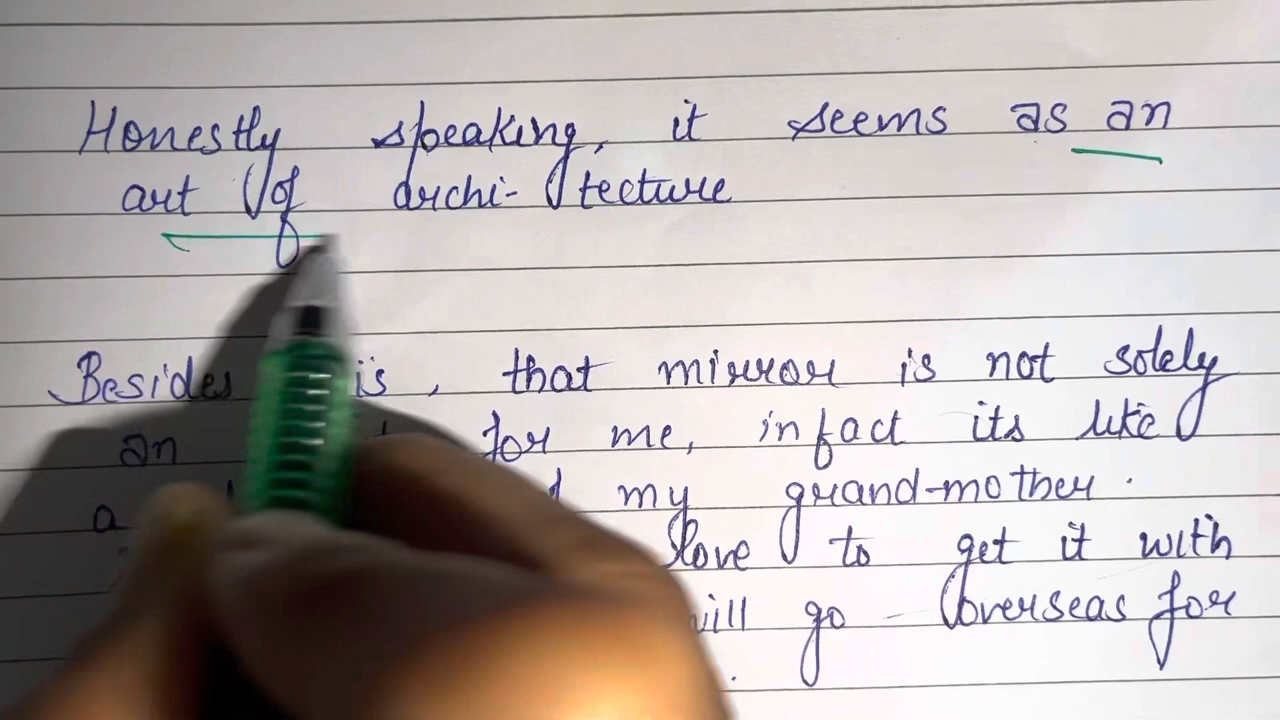 Honestly speaking, it seems as an
art of archi- tecture
Besides is, that mirror is not solely
an for me, infact its like
a my grand-mother.
love to get it with
will go overseas for